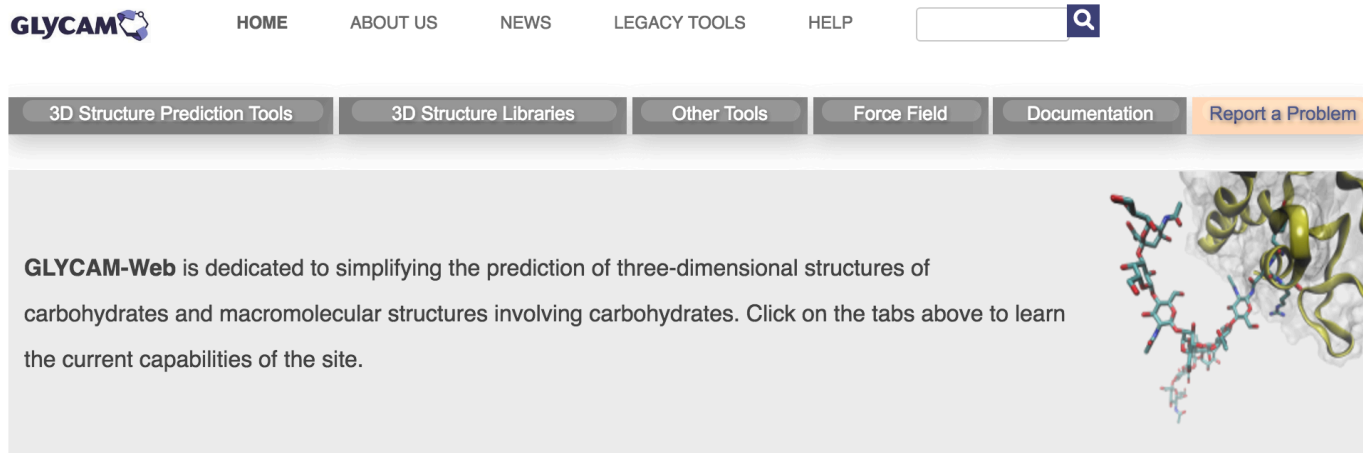 GLYCAM HOME ABOUT US NEWS LEGACY TOOLS HELP
3D Structure Prediction Tools 3D Structure Libraries Other Tools Force Field Documentation Report a Problem
GLYCAM-Web is dedicated to simplifying the prediction of three-dimensional structures of
carbohydrates and macromolecular structures involving carbohydrates. Click on the tabs above to learn
the current capabilities of the site.